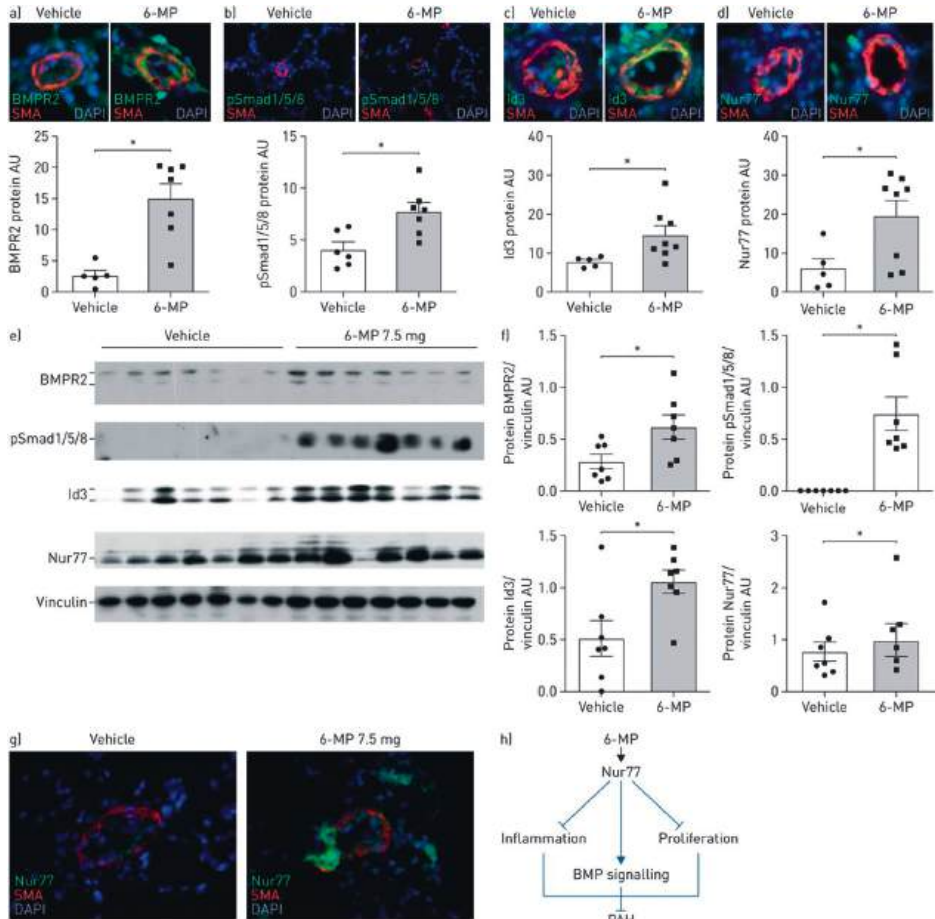 a) Vehicle 6-MP
BMPR2 BMPR2
SMA DAPI SMA DAPI
BMPR2 protein AU
25
20
15
10
5
0
*
Vehicle 6-MP
b) Vehicle 6-MP
pSmad1/5/8 pSmad1/5/8
SMA DAPI SMA DAPI
pSmad1/5/8 protein AU
15
10
5
0
*
Vehicle 6-MP
c) Vehicle 6-MP
Id3 Id3
SMA DAPI SMA DAPI
Id3 protein AU
40
30
20
10
0
*
Vehicle 6-MP
d) Vehicle 6-MP
Nur77 Nur77
SMA DAPI SMA DAPI
Nur77 protein AU
40
30
20
10
0
*
Vehicle 6-MP
e) Vehicle 6-MP 7.5 mg
BMPR2
pSmad1/5/8
Id3
Nur77
Vinculin
f)
Protein BMPR2/
vinculin AU
1.5
1.0
0.5
0.0
*
Vehicle 6-MP
Protein pSmad1/5/8/
vinculin AU
1.5
1.0
0.5
0.0
*
Vehicle 6-MP
Protein Id3/
vinculin AU
1.5
1.0
0.5
0.0
*
Vehicle 6-MP
Protein Nur77/
vinculin AU
3
2
1
0
*
Vehicle 6-MP
g) Vehicle 6-MP 7.5 mg
Nur77 Nur77
SMA SMA
DAPI DAPI
h) 6-MP
Nur77
Inflammation Proliferation
BMP signalling